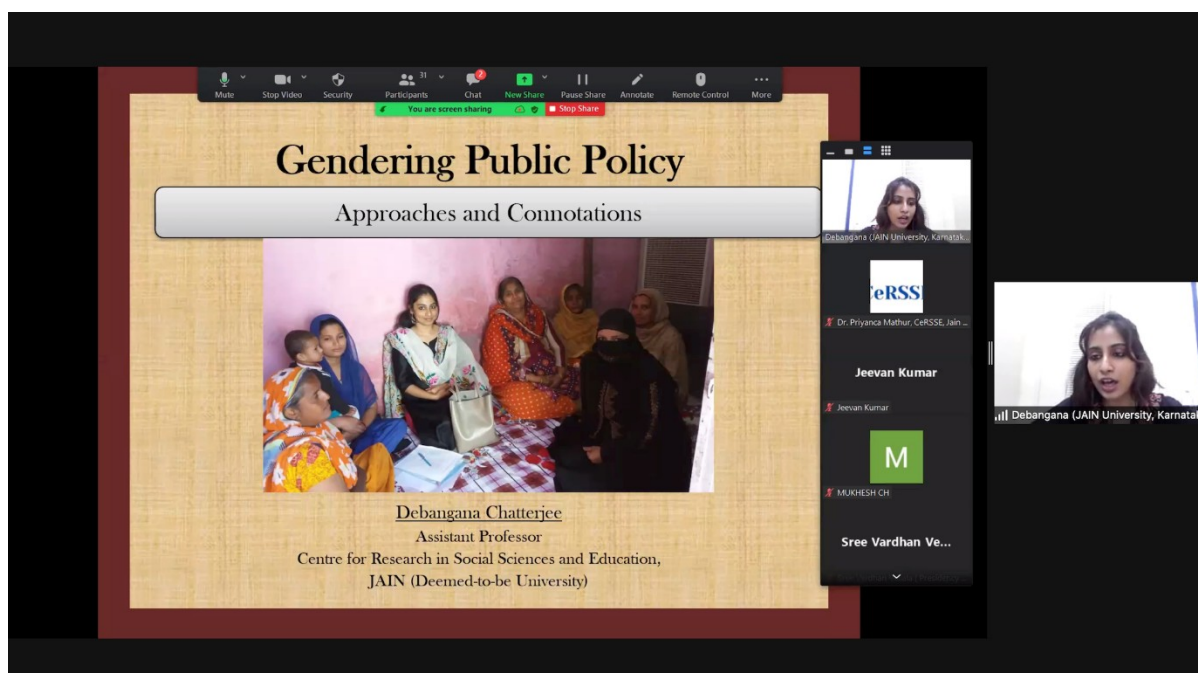 Mute
Stop Video
Security
Participants
31
Chat
2
New Share
Pause Share
Annotate
Remote Control
More
You are screen sharing
Stop Share
Gendering Public Policy
Approaches and Connotations
Debangana Chatterjee
Assistant Professor
Centre for Research in Social Sciences and Education,
JAIN (Deemed-to-be University)
Debangana (JAIN University, Karnatak...
CeRSS
Dr. Priyanca Mathur, CeRSSE, Jain ...
Jeevan Kumar
Jeevan Kumar
M
MUKHESH CH
Sree Vardhan Ve...
Debangana (JAIN University, Karnatak